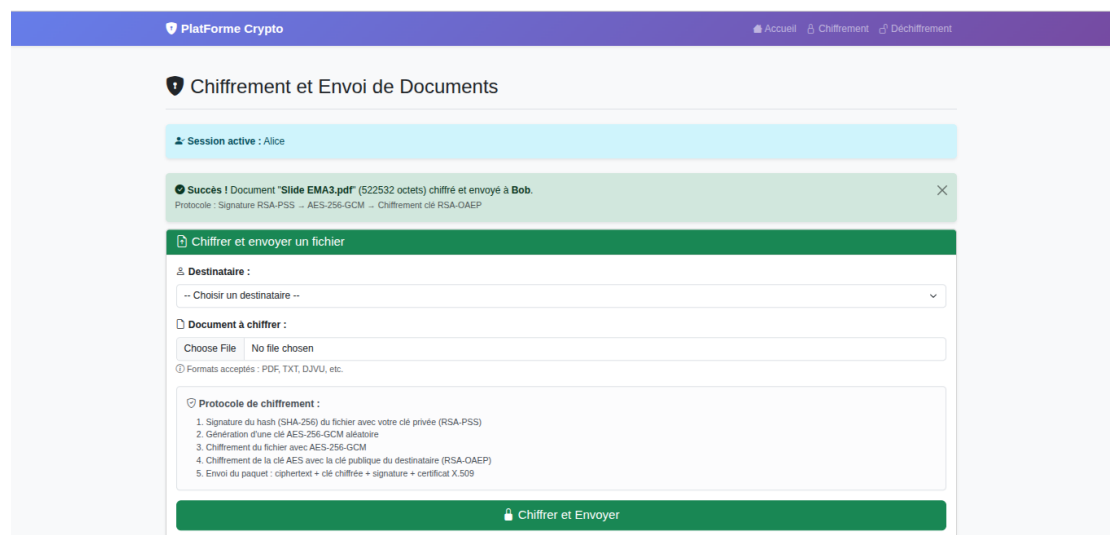 PlatForme Crypto
Accueil Chiffrement Déchiffrement
Chiffrement et Envoi de Documents
Session active : Alice
Succès ! Document "Slide EMA3.pdf" (522532 octets) chiffré et envoyé à Bob.
Protocole : Signature RSA-PSS → AES-256-GCM → Chiffrement clé RSA-OAEP
Chiffrer et envoyer un fichier
Destinataire :
-- Choisir un destinataire --
Document à chiffrer :
Choose File No file chosen
Formats acceptés : PDF, TXT, DJVU, etc.
Protocole de chiffrement :
1. Signature du hash (SHA-256) du fichier avec votre clé privée (RSA-PSS)
2. Génération d'une clé AES-256-GCM aléatoire
3. Chiffrement du fichier avec AES-256-GCM
4. Chiffrement de la clé AES avec la clé publique du destinataire (RSA-OAEP)
5. Envoi du paquet : ciphertext + clé chiffrée + signature + certificat X.509
Chiffrer et Envoyer